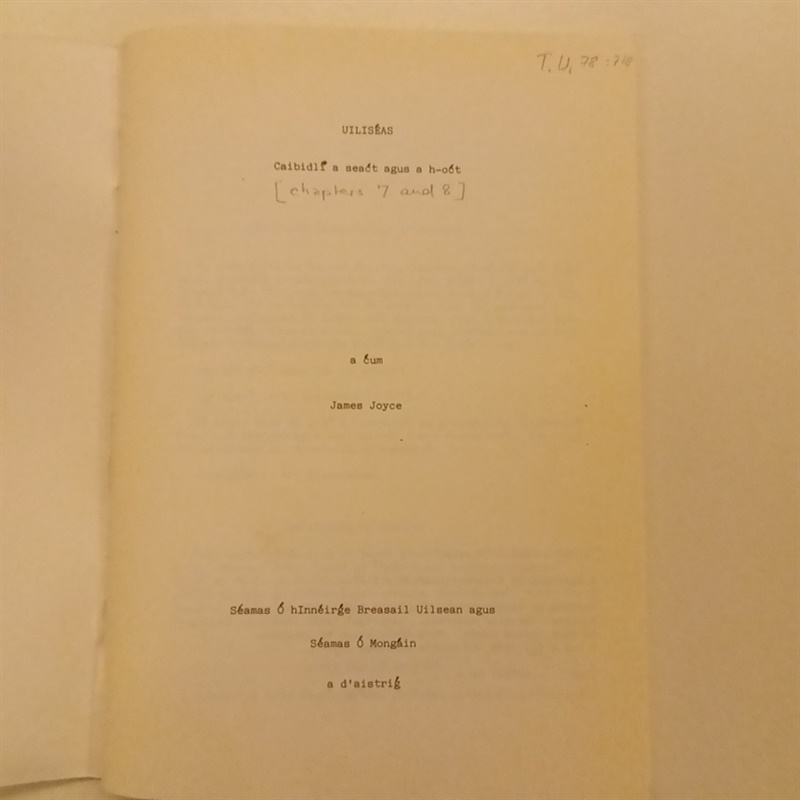 T. U. 78 : 718
UILISÉAS
Caibidlí a seaċt agus a h-oċt
[chapters 7 and 8]
a ċum
James Joyce
Séamas Ó hInnéirġe Breasail Uilsean agus
Séamas Ó Mongáin
a d'aistriġ